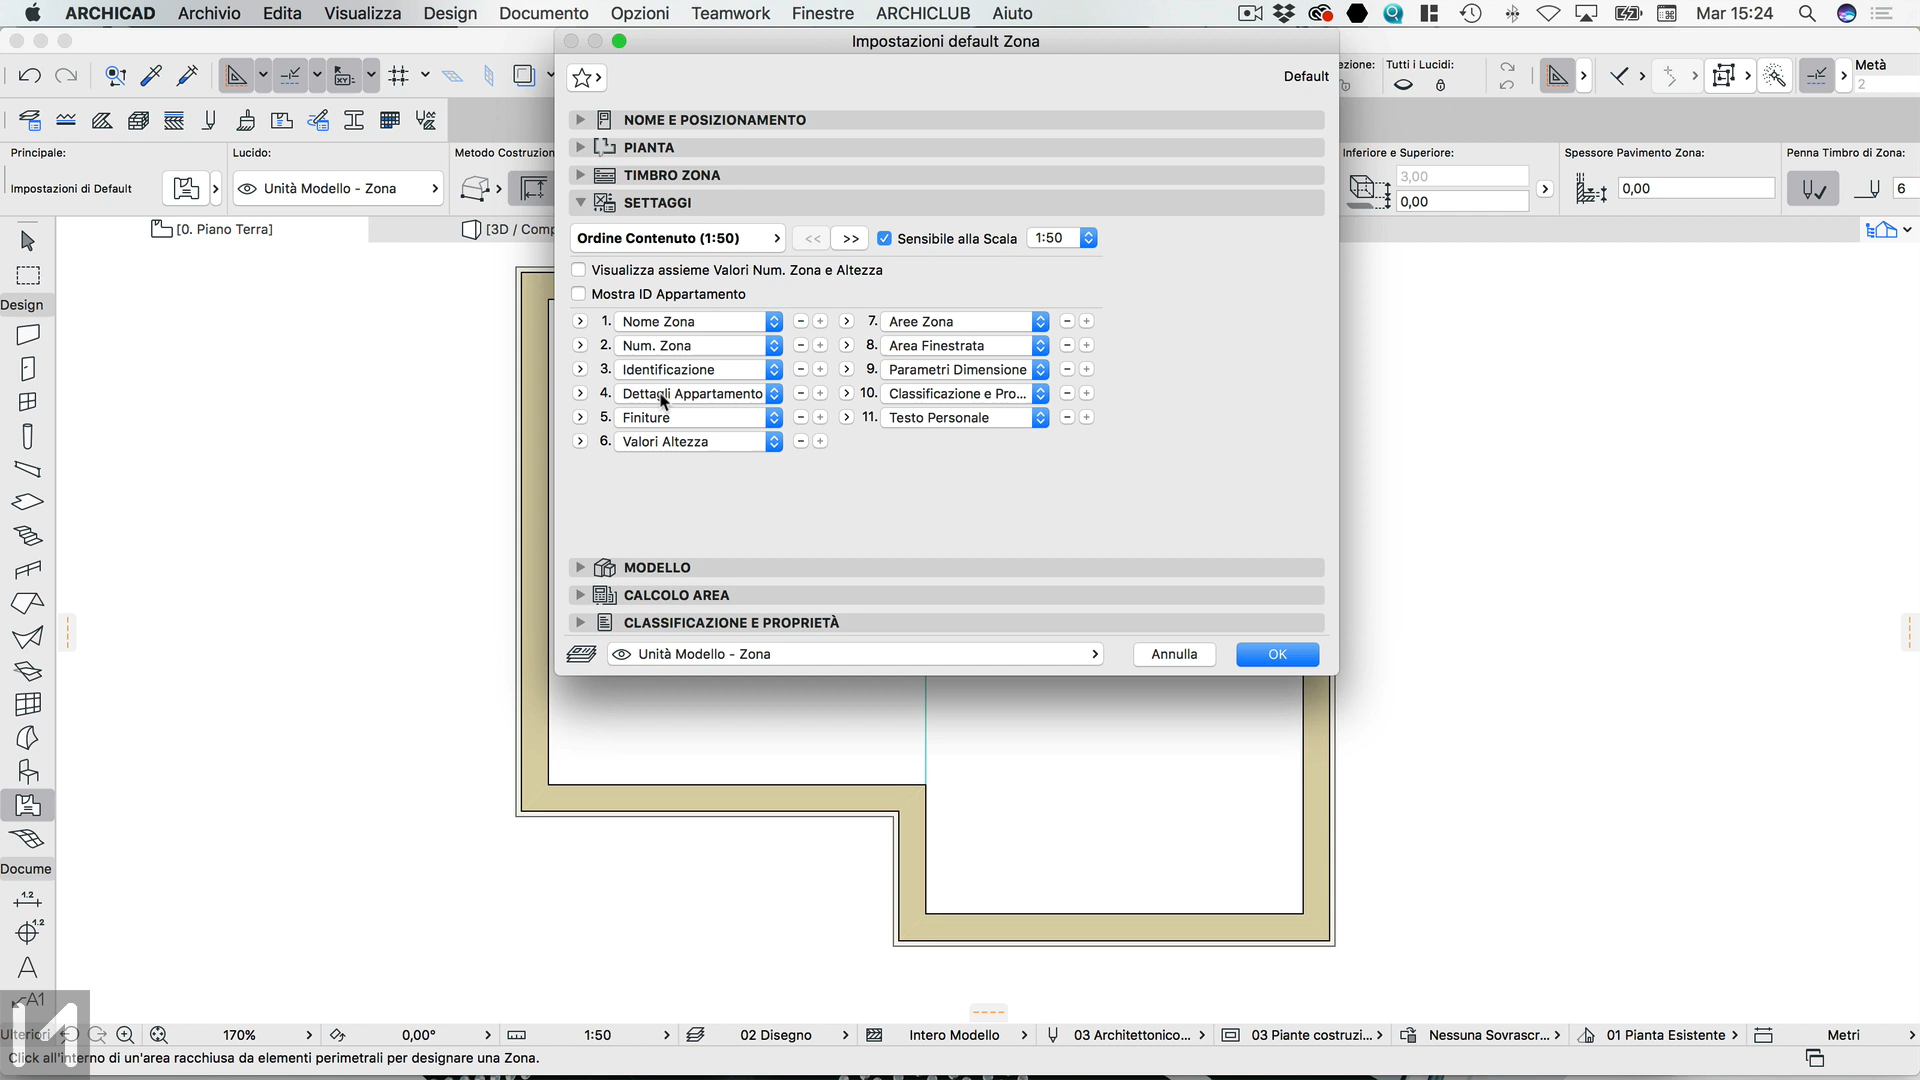 ARCHICAD Archivio Edita Visualizza Design Documento Opzioni Teamwork Finestre ARCHICLUB Aiuto Mar 15:24
Impostazioni default Zona
Default
ezione: Tutti i Lucidi: Metà
2
Principale: Lucido: Metodo Costruzion
Impostazioni di Default
Unità Modello - Zona
Inferiore e Superiore: Spessore Pavimento Zona: Penna Timbro di Zona:
3,00
0,00
0,00
6
[0. Piano Terra]
[3D / Comp
NOME E POSIZIONAMENTO
PIANTA
TIMBRO ZONA
SETTAGGI
Ordine Contenuto (1:50) << >> Sensibile alla Scala 1:50
Visualizza assieme Valori Num. Zona e Altezza
Mostra ID Appartamento
1. Nome Zona
2. Num. Zona
3. Identificazione
4. Dettagli Appartamento
5. Finiture
6. Valori Altezza
7. Aree Zona
8. Area Finestrata
9. Parametri Dimensione
10. Classificazione e Pro...
11. Testo Personale
MODELLO
CALCOLO AREA
CLASSIFICAZIONE E PROPRIETÀ
Unità Modello - Zona
Annulla
OK
Design
Docume
1.2
1.2
A
A1
Ulteriori
170% 0,00° 1:50 02 Disegno Intero Modello 03 Architettonico... 03 Piante costruzi... Nessuna Sovrascr... 01 Pianta Esistente Metri
Click all'interno di un'area racchiusa da elementi perimetrali per designare una Zona.